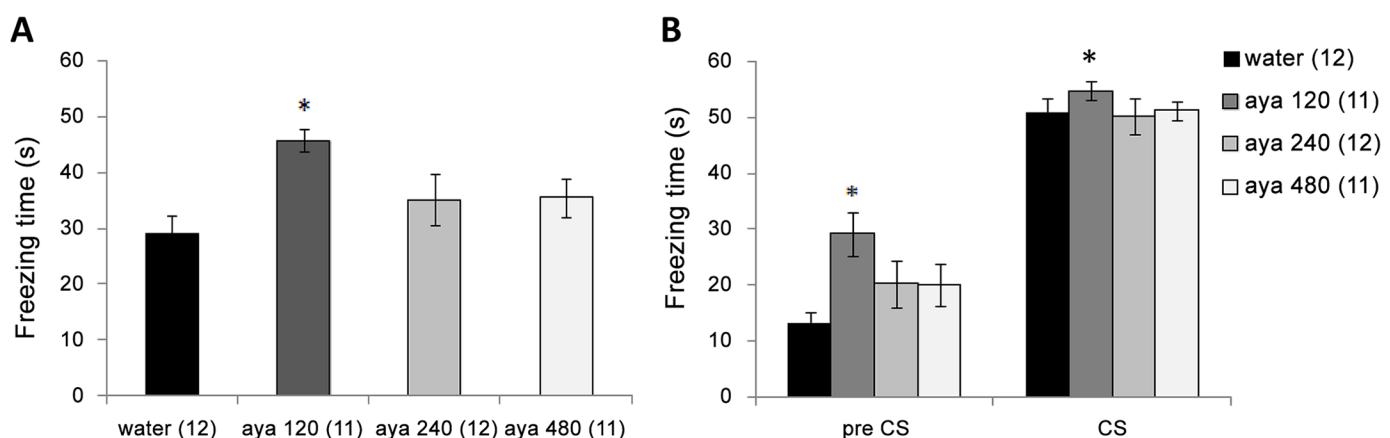 A
Freezing time (s)
60
50
40
30
20
10
0
*
water (12) aya 120 (11) aya 240 (12) aya 480 (11)
B
Freezing time (s)
60
50
40
30
20
10
0
*
*
pre CS CS
water (12)
aya 120 (11)
aya 240 (12)
aya 480 (11)